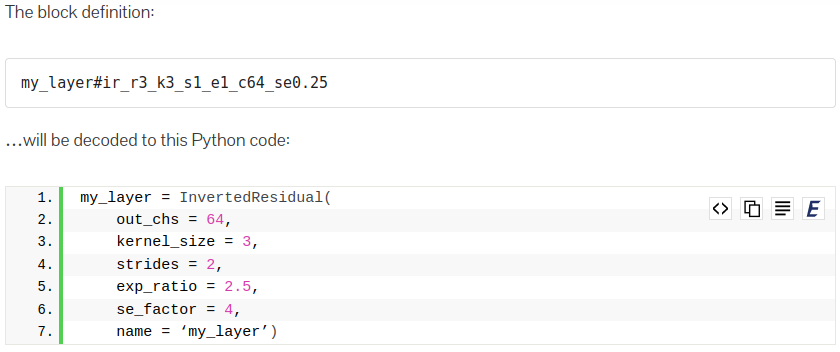 The block definition:
my_layer#ir_r3_k3_s1_e1_c64_se0.25
...will be decoded to this Python code:
1. my_layer = InvertedResidual(
2. out_chs = 64,
3. kernel_size = 3,
4. strides = 2,
5. exp_ratio = 2.5,
6. se_factor = 4,
7. name = ‘my_layer’)
<> E